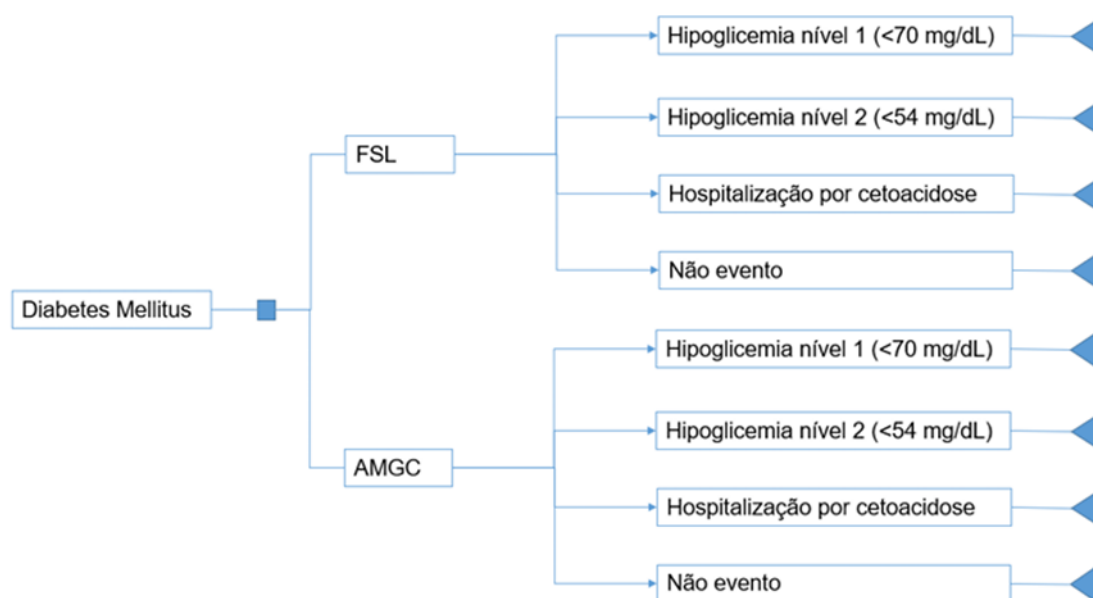 Hipoglicemia nível 1 (<70 mg/dL)
Hipoglicemia nível 2 (<54 mg/dL)
FSL
Hospitalização por cetoacidose
Não evento
Diabetes Mellitus
Hipoglicemia nível 1 (<70 mg/dL)
Hipoglicemia nível 2 (<54 mg/dL)
AMGC
Hospitalização por cetoacidose
Não evento